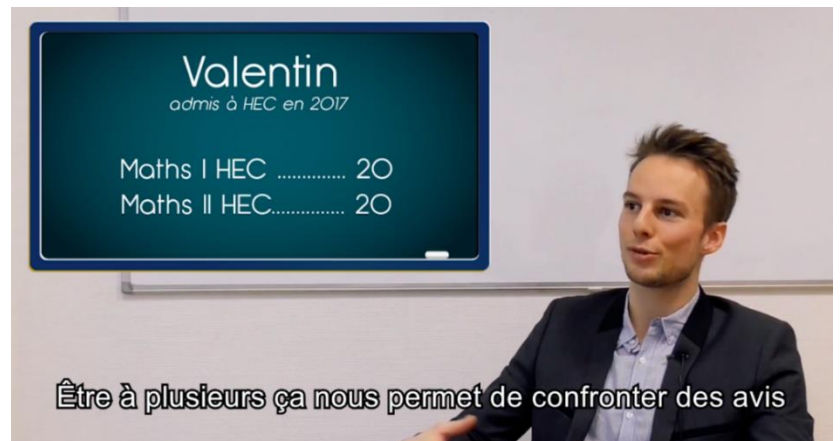 Valentin
admis à HEC en 2017
Maths I HEC .............. 20
Maths II HEC............... 20
Être à plusieurs ça nous permet de confronter des avis